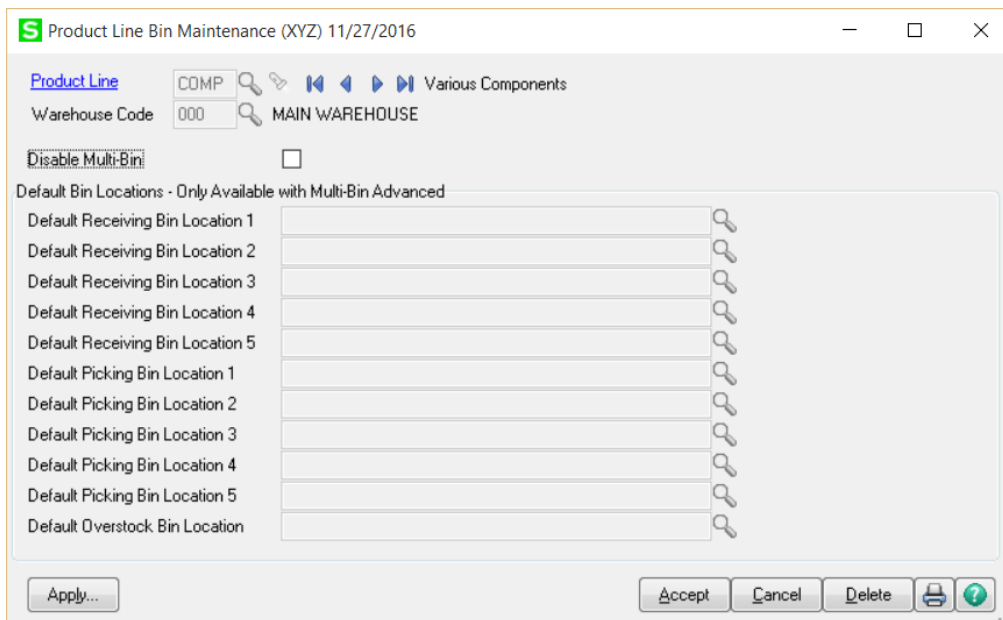 S Product Line Bin Maintenance (XYZ) 11/27/2016
Product Line COMP Various Components
Warehouse Code 000 MAIN WAREHOUSE
Disable Multi-Bin
Default Bin Locations - Only Available with Multi-Bin Advanced
Default Receiving Bin Location 1
Default Receiving Bin Location 2
Default Receiving Bin Location 3
Default Receiving Bin Location 4
Default Receiving Bin Location 5
Default Picking Bin Location 1
Default Picking Bin Location 2
Default Picking Bin Location 3
Default Picking Bin Location 4
Default Picking Bin Location 5
Default Overstock Bin Location
Apply... Accept Cancel Delete ?